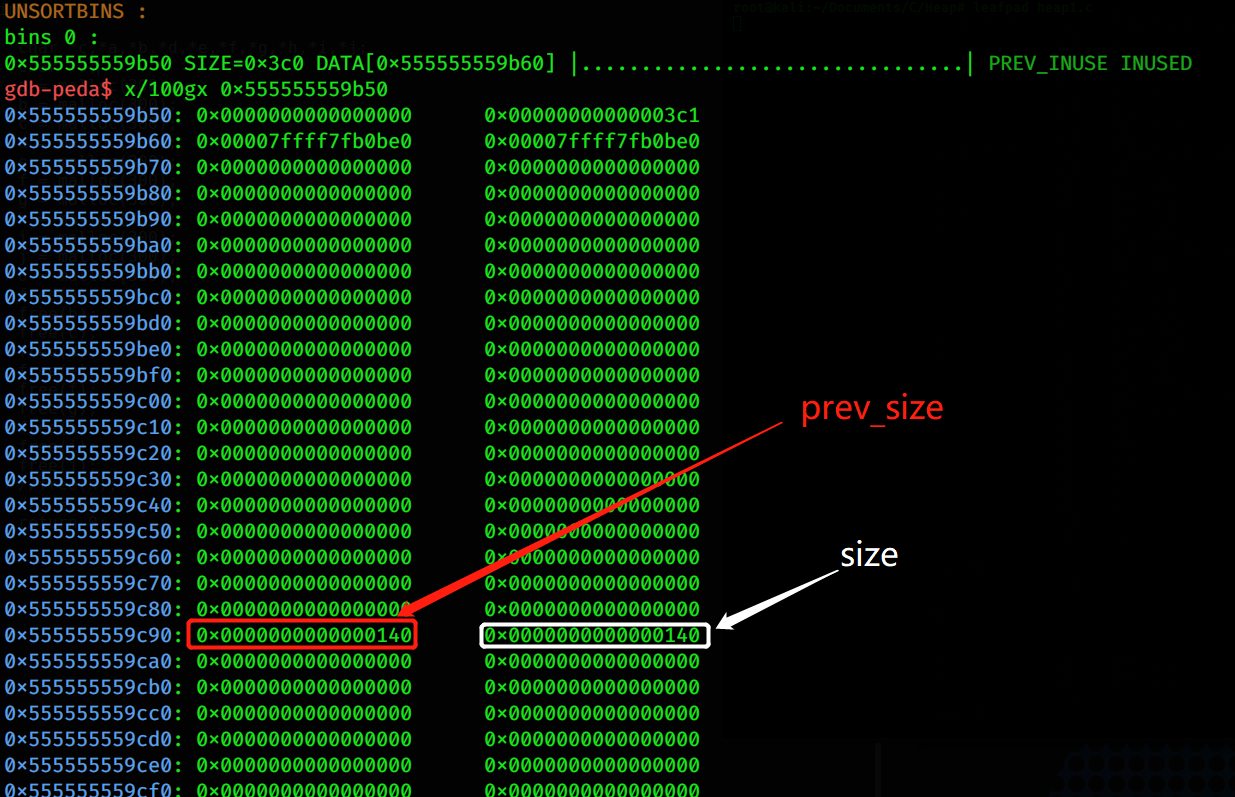 root@kali:~/Documents/C/Heap# leafpad heap1.c
UNSORTBINS :
bins 0 :
0×555555559b50 SIZE=0×3c0 DATA[0×555555559b60] |................................| PREV_INUSE INUSED
gdb-peda$ x/100gx 0×555555559b50
0×555555559b50: 0×0000000000000000 0×00000000000003c1
0×555555559b60: 0×00007ffff7fb0be0 0×00007ffff7fb0be0
0×555555559b70: 0×0000000000000000 0×0000000000000000
0×555555559b80: 0×0000000000000000 0×0000000000000000
0×555555559b90: 0×0000000000000000 0×0000000000000000
0×555555559ba0: 0×0000000000000000 0×0000000000000000
0×555555559bb0: 0×0000000000000000 0×0000000000000000
0×555555559bc0: 0×0000000000000000 0×0000000000000000
0×555555559bd0: 0×0000000000000000 0×0000000000000000
0×555555559be0: 0×0000000000000000 0×0000000000000000
0×555555559bf0: 0×0000000000000000 0×0000000000000000
0×555555559c00: 0×0000000000000000 0×0000000000000000
prev_size
0×555555559c10: 0×0000000000000000 0×0000000000000000
0×555555559c20: 0×0000000000000000 0×0000000000000000
0×555555559c30: 0×0000000000000000 0×0000000000000000
0×555555559c40: 0×0000000000000000 0×0000000000000000
0×555555559c50: 0×0000000000000000 0×0000000000000000
0×555555559c60: 0×0000000000000000 0×0000000000000000
size
0×555555559c70: 0×0000000000000000 0×0000000000000000
0×555555559c80: 0×0000000000000000 0×0000000000000000
0×555555559c90: 0×0000000000000140 0×0000000000000140
0×555555559ca0: 0×0000000000000000 0×0000000000000000
0×555555559cb0: 0×0000000000000000 0×0000000000000000
0×555555559cc0: 0×0000000000000000 0×0000000000000000
0×555555559cd0: 0×0000000000000000 0×0000000000000000
0×555555559ce0: 0×0000000000000000 0×0000000000000000
0×555555559cf0: 0×0000000000000000 0×0000000000000000